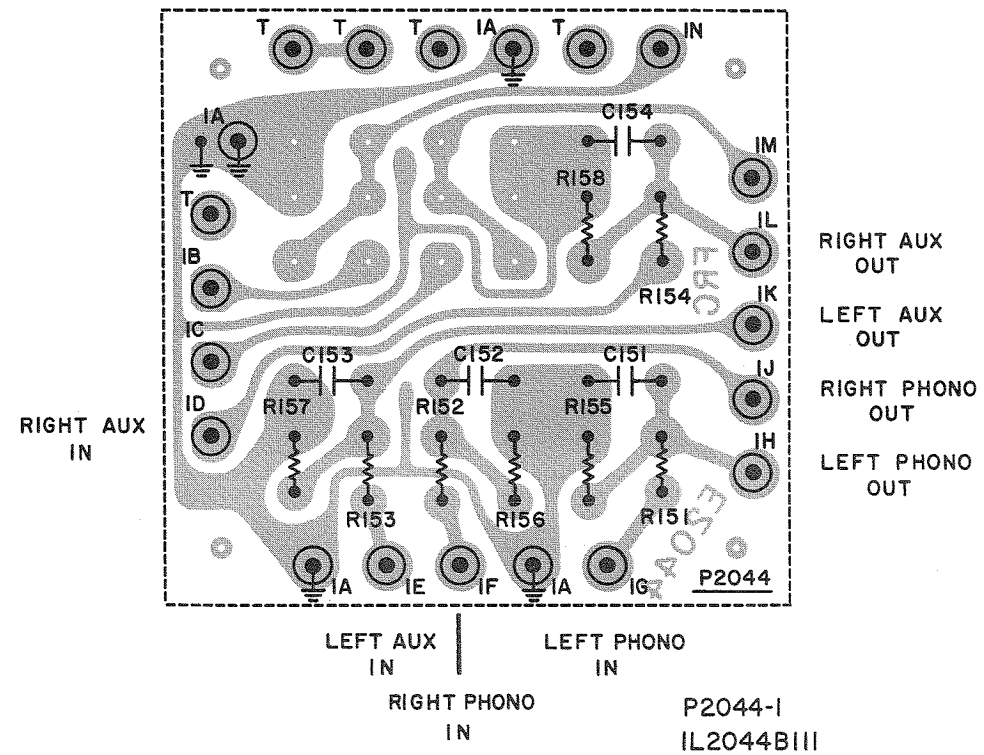 T T T IA T IN
C154
IA
IM
R158
T
IL
RIGHT AUX
OUT
IB
R154
FRC
IK
LEFT AUX
OUT
IC
C153 C152 C151
IJ
RIGHT PHONO
OUT
R157 R152 R155
ID
RIGHT AUX
IN
IH
LEFT PHONO
OUT
R153 R156 R151
IA IE IF IA IG
P2044
LEFT AUX
IN
LEFT PHONO
IN
RIGHT PHONO
IN
P2044-1
IL2044B111